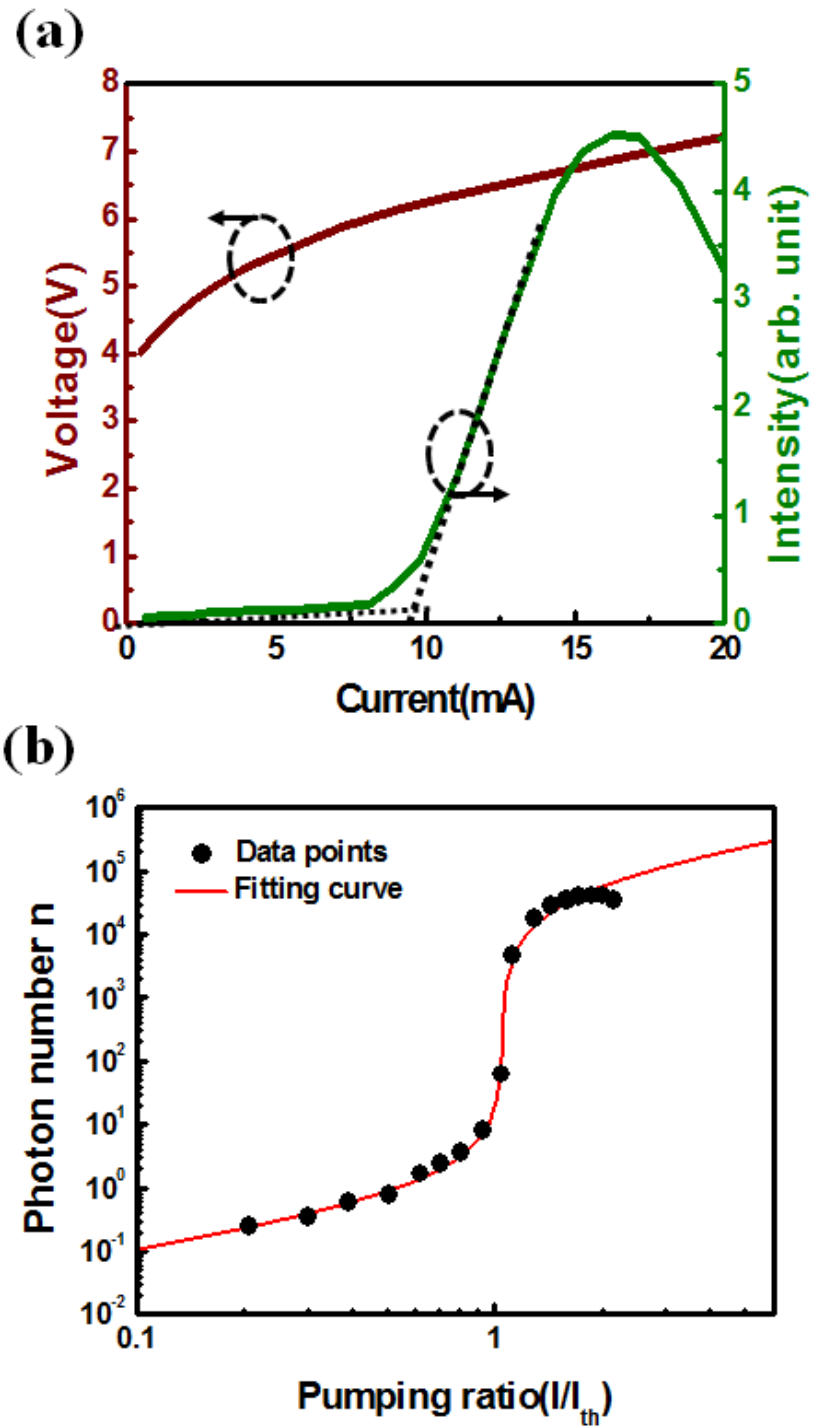 (a)
8
7
6
5
4
3
2
1
0
Voltage(V)
5
4
3
2
1
0
Intensity(arb. unit)
0 5 10 15 20
Current(mA)
(b)
10^6
10^5
10^4
10^3
10^2
10^1
10^0
10^-1
10^-2
Photon number n
Data points
Fitting curve
0.1 1
Pumping ratio(I/I_th)